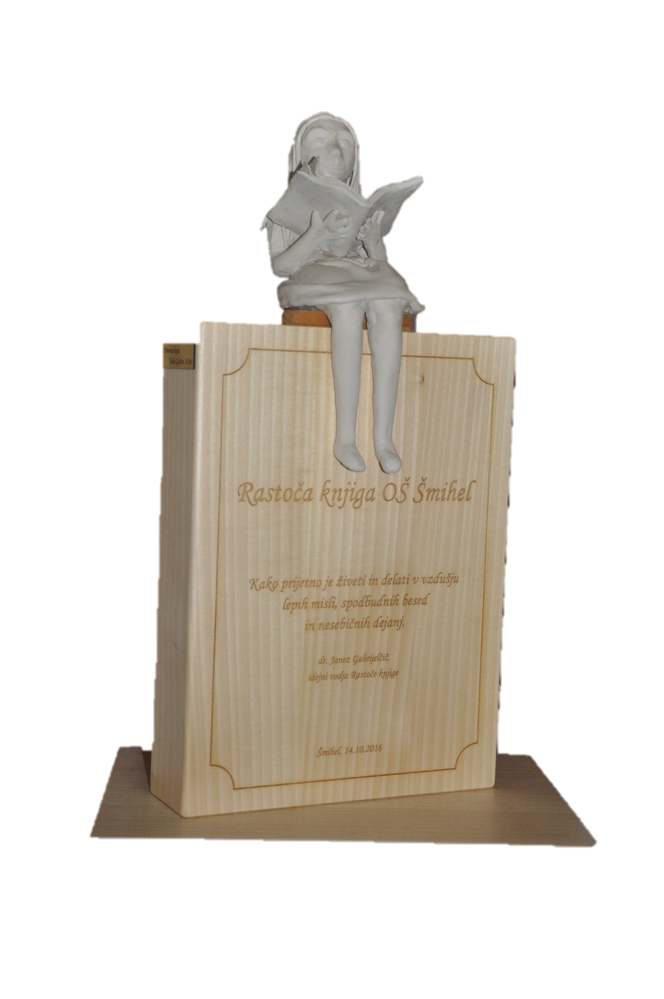 Rastoča knjiga OŠ Šmihel
Kako prijetno je živeti in delati v vzdušju
lepih misli, spodbudnih besed
in nesebičnih dejanj.
dr. Janez Gabrijelčič,
idejni vodja Rastoče knjige
Šmihel, 14.10.2016